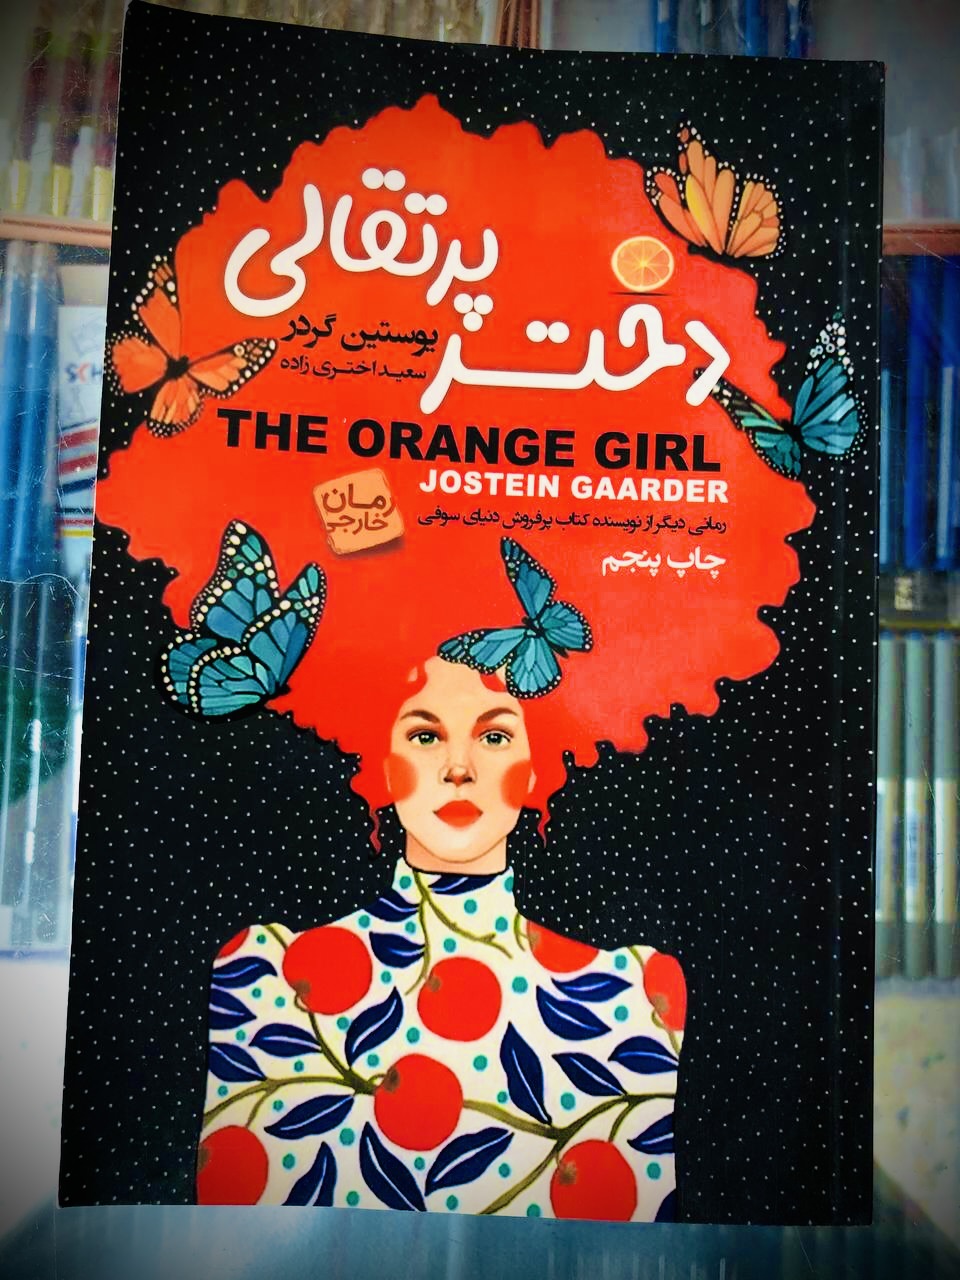 دختر پرتقالی
یوستین گردر
سعید اختری زاده
THE ORANGE GIRL
JOSTEIN GAARDER
رمان
خارجی
رمانی دیگر از نویسنده کتاب پرفروش دنیای سوفی
چاپ پنجم